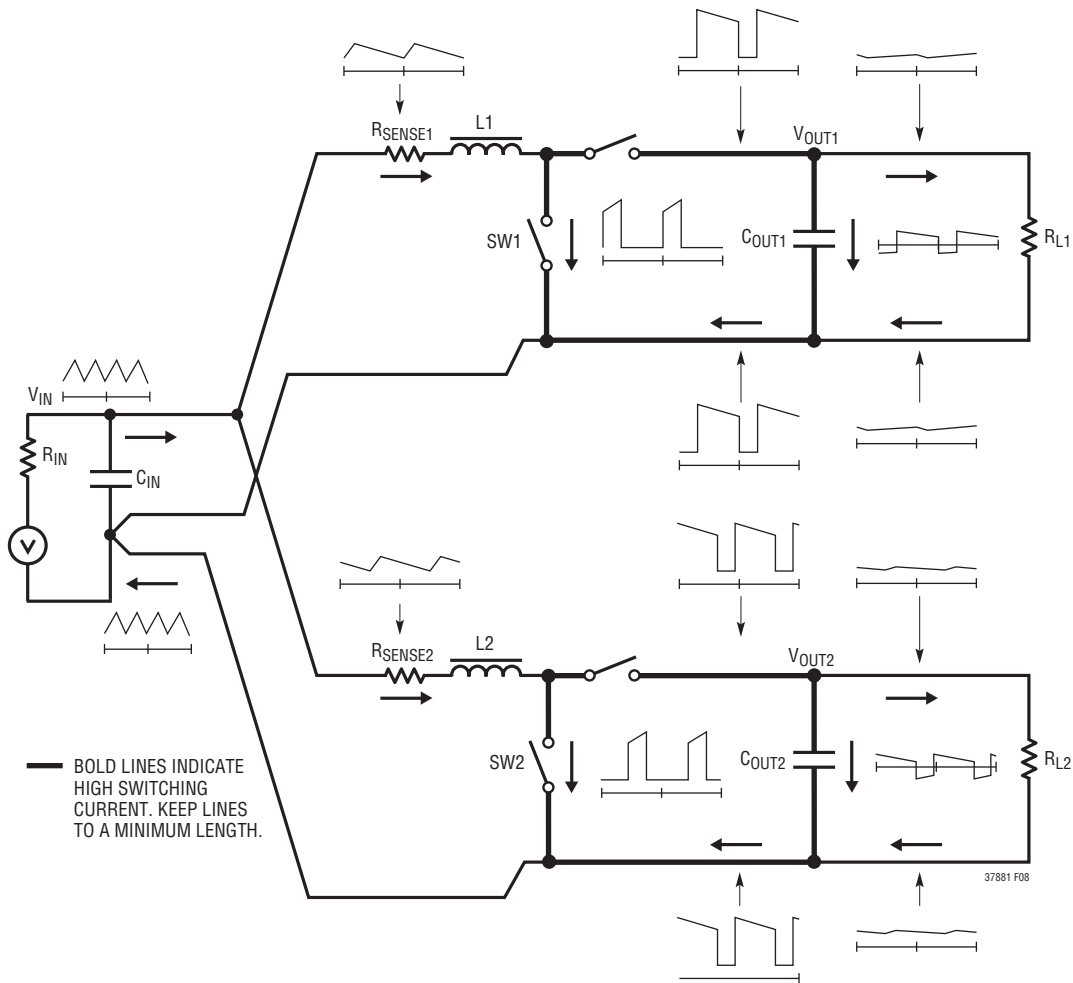 RSENSE1
L1
VOUT1
SW1
COUT1
RL1
VIN
RIN
CIN
V
RSENSE2
L2
VOUT2
SW2
COUT2
RL2
BOLD LINES INDICATE
HIGH SWITCHING
CURRENT. KEEP LINES
TO A MINIMUM LENGTH.
37881 F08